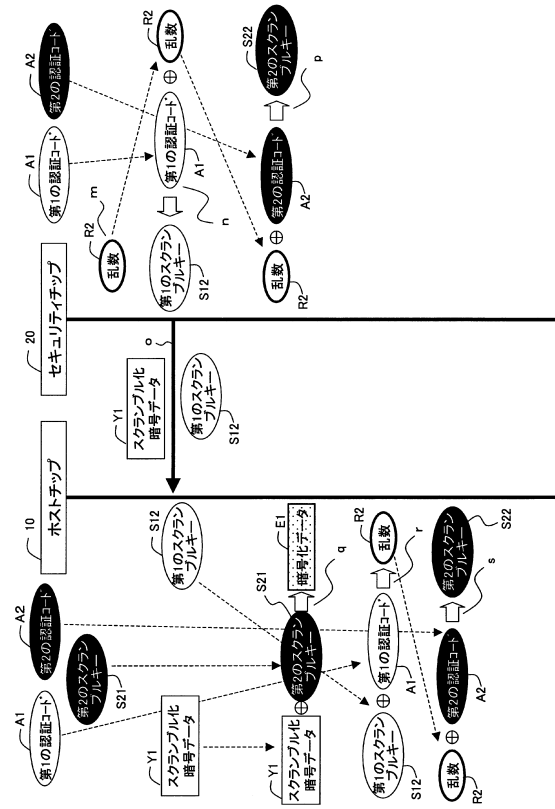 10
ホストチップ
20
セキュリティチップ
A1
第1の認証コード
A2
第2の認証コード
第2のスクラン
ブルキー
S21
A1
第1の認証コード
A2
第2の認証コード
R2
乱数
m
第1の認証コード
A1
⊕
乱数
R2
n
第1のスクラン
ブルキー
S12
Y1
スクランブル化
暗号データ
o
第1のスクラン
ブルキー
S12
S12
第1のスクラン
ブルキー
乱数
R2
⊕
第2の認証コード
A2
p
第2のスクラン
ブルキー
S22
Y1
スクランブル化
暗号データ
Y1
スクランブル化
暗号データ
⊕
S21
第2のスクラン
ブルキー
q
E1
暗号化データ
第1のスクラン
ブルキー
S12
⊕
第1の認証コード
A1
r
R2
乱数
乱数
R2
⊕
第2の認証コード
A2
s
第2のスクラン
ブルキー
S22